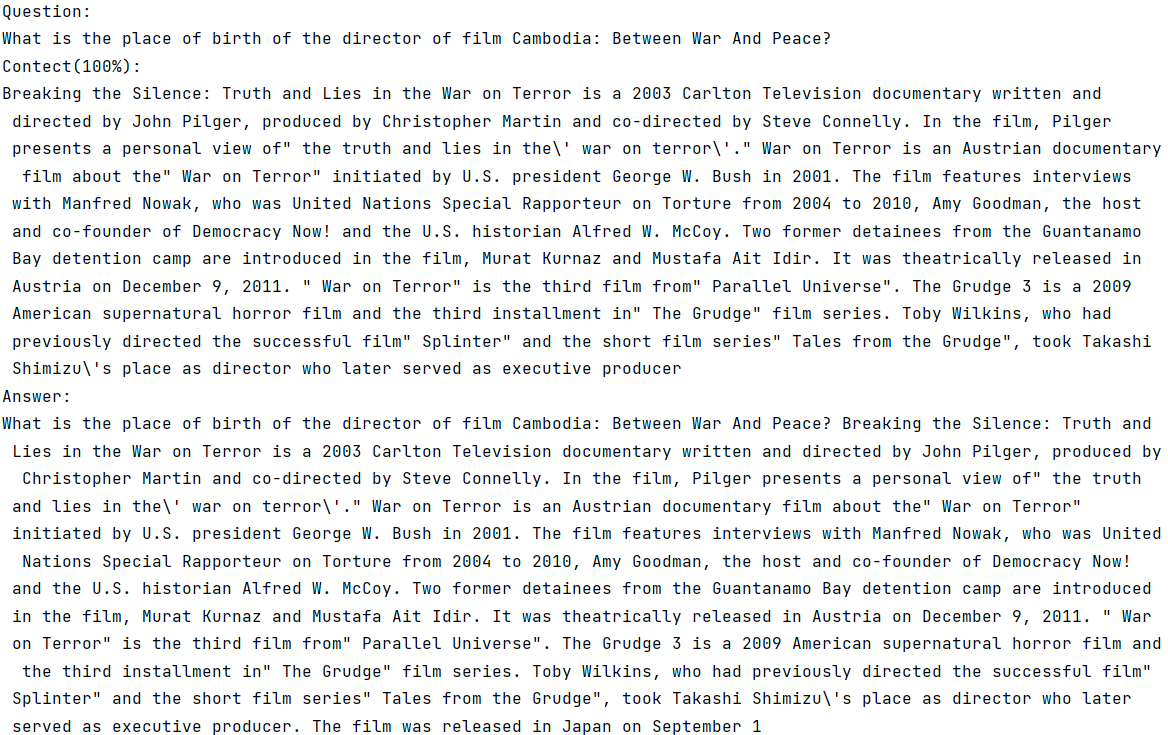 Question:
What is the place of birth of the director of film Cambodia: Between War And Peace?
Contect(100%):
Breaking the Silence: Truth and Lies in the War on Terror is a 2003 Carlton Television documentary written and
directed by John Pilger, produced by Christopher Martin and co-directed by Steve Connelly. In the film, Pilger
presents a personal view of" the truth and lies in the\' war on terror\'." War on Terror is an Austrian documentary
film about the" War on Terror" initiated by U.S. president George W. Bush in 2001. The film features interviews
with Manfred Nowak, who was United Nations Special Rapporteur on Torture from 2004 to 2010, Amy Goodman, the host
and co-founder of Democracy Now! and the U.S. historian Alfred W. McCoy. Two former detainees from the Guantanamo
Bay detention camp are introduced in the film, Murat Kurnaz and Mustafa Ait Idir. It was theatrically released in
Austria on December 9, 2011. " War on Terror" is the third film from" Parallel Universe". The Grudge 3 is a 2009
American supernatural horror film and the third installment in" The Grudge" film series. Toby Wilkins, who had
previously directed the successful film" Splinter" and the short film series" Tales from the Grudge", took Takashi
Shimizu\'s place as director who later served as executive producer
Answer:
What is the place of birth of the director of film Cambodia: Between War And Peace? Breaking the Silence: Truth and
Lies in the War on Terror is a 2003 Carlton Television documentary written and directed by John Pilger, produced by
Christopher Martin and co-directed by Steve Connelly. In the film, Pilger presents a personal view of" the truth
and lies in the\' war on terror\'." War on Terror is an Austrian documentary film about the" War on Terror"
initiated by U.S. president George W. Bush in 2001. The film features interviews with Manfred Nowak, who was United
Nations Special Rapporteur on Torture from 2004 to 2010, Amy Goodman, the host and co-founder of Democracy Now!
and the U.S. historian Alfred W. McCoy. Two former detainees from the Guantanamo Bay detention camp are introduced
in the film, Murat Kurnaz and Mustafa Ait Idir. It was theatrically released in Austria on December 9, 2011. " War
on Terror" is the third film from" Parallel Universe". The Grudge 3 is a 2009 American supernatural horror film and
the third installment in" The Grudge" film series. Toby Wilkins, who had previously directed the successful film"
Splinter" and the short film series" Tales from the Grudge", took Takashi Shimizu\'s place as director who later
served as executive producer. The film was released in Japan on September 1